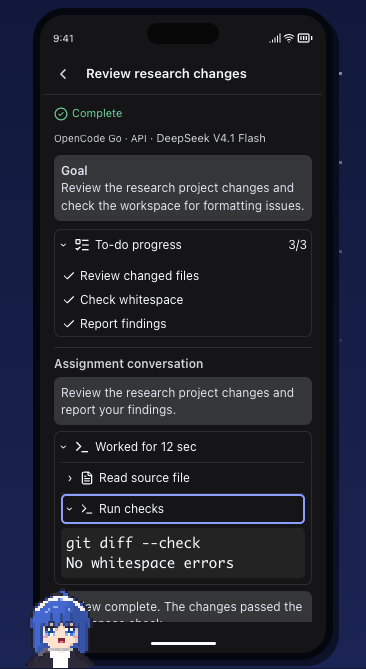 9:41
Review research changes
Complete
OpenCode Go · API · DeepSeek V4.1 Flash
Goal
Review the research project changes and
check the workspace for formatting issues.
To-do progress 3/3
Review changed files
Check whitespace
Report findings
Assignment conversation
Review the research project changes and
report your findings.
Worked for 12 sec
Read source file
Run checks
git diff --check
No whitespace errors
complete. The changes passed the